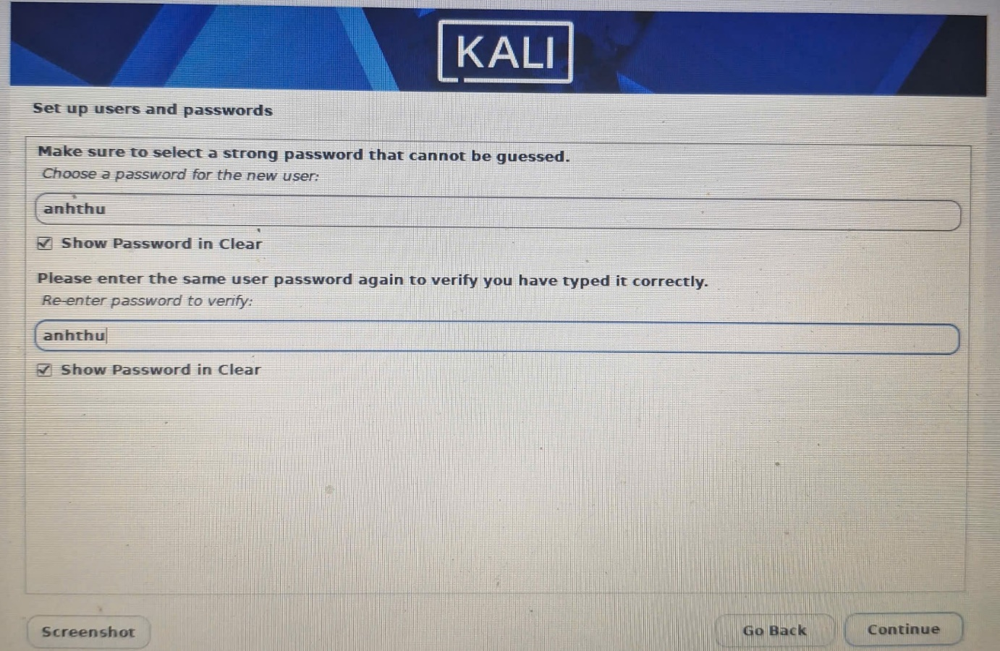 KALI
Set up users and passwords
Make sure to select a strong password that cannot be guessed.
Choose a password for the new user:
anhthu
Show Password in Clear
Please enter the same user password again to verify you have typed it correctly.
Re-enter password to verify:
anhthu
Show Password in Clear
Screenshot
Go Back
Continue